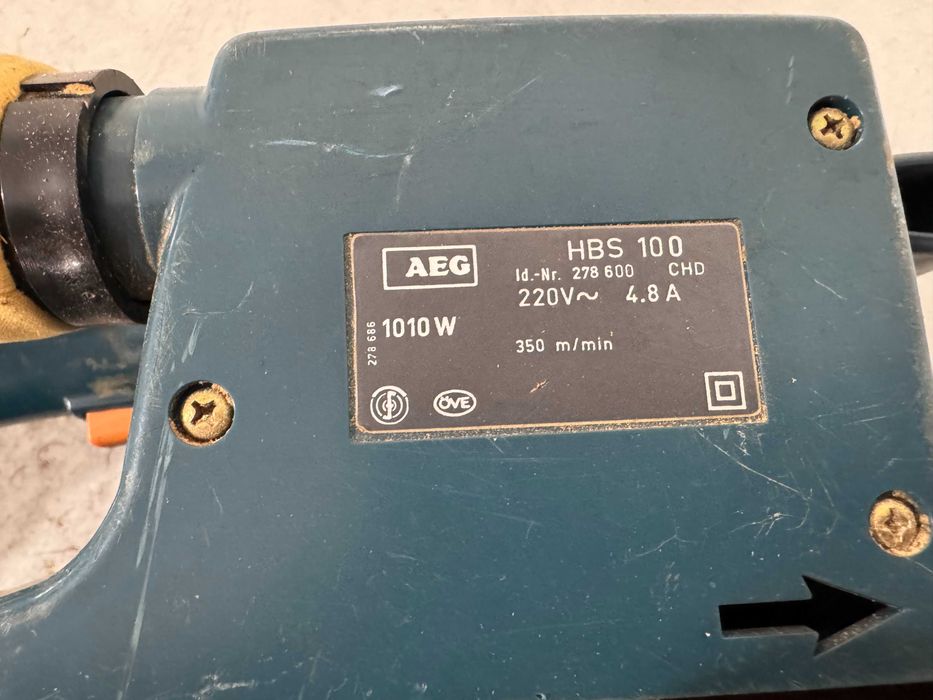 AEG
HBS 100
Id.-Nr. 278 600 CHD
220V~ 4.8 A
278 686
1010 W
350 m/min
ÖVE